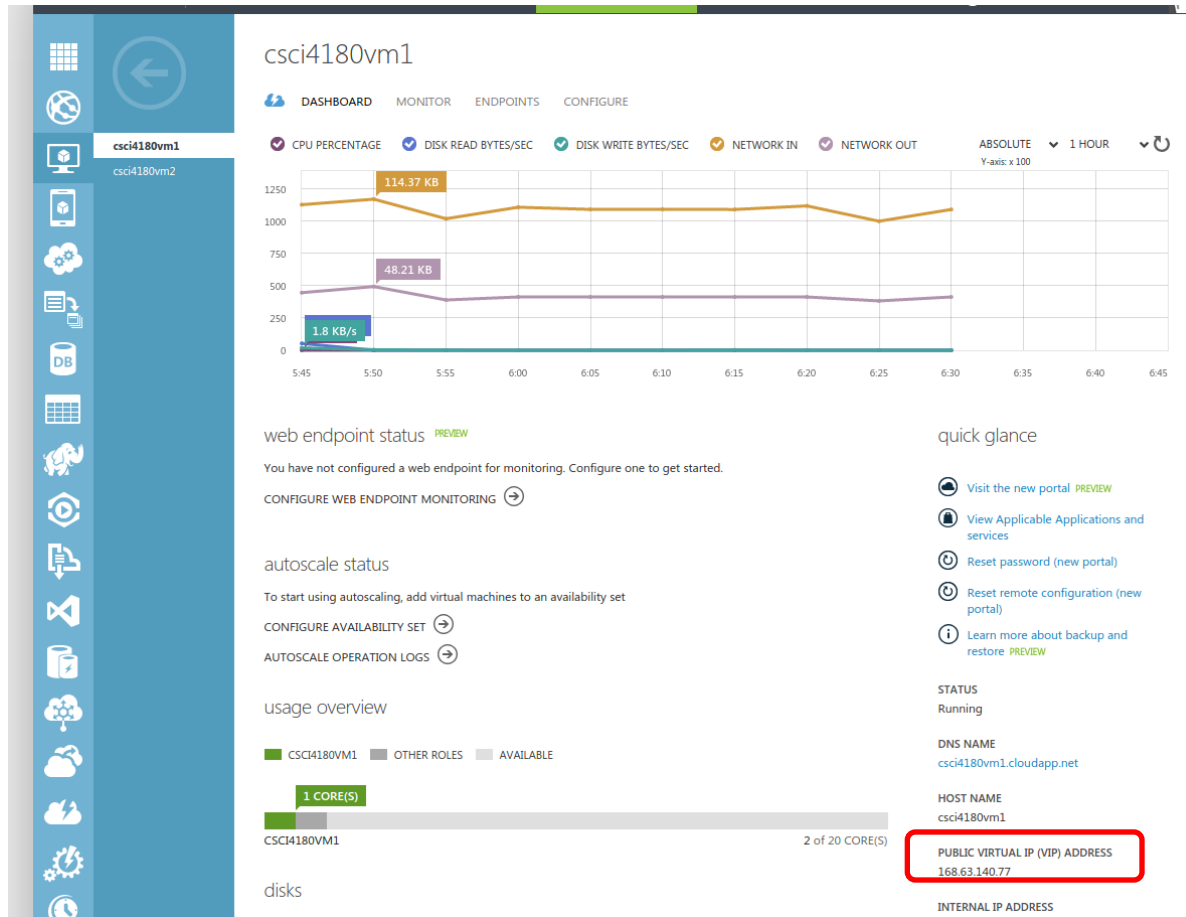 csci4180vm1
csci4180vm2
csci4180vm1
DASHBOARD MONITOR ENDPOINTS CONFIGURE
CPU PERCENTAGE DISK READ BYTES/SEC DISK WRITE BYTES/SEC NETWORK IN NETWORK OUT ABSOLUTE 1 HOUR
Y-axis: x 100
1250
1000
750
500
250
0
114.37 KB
48.21 KB
1.8 KB/s
5:45 5:50 5:55 6:00 6:05 6:10 6:15 6:20 6:25 6:30 6:35 6:40 6:45
web endpoint status PREVIEW
You have not configured a web endpoint for monitoring. Configure one to get started.
CONFIGURE WEB ENDPOINT MONITORING
autoscale status
To start using autoscaling, add virtual machines to an availability set
CONFIGURE AVAILABILITY SET
AUTOSCALE OPERATION LOGS
usage overview
CSCI4180VM1 OTHER ROLES AVAILABLE
1 CORE(S)
CSCI4180VM1 2 of 20 CORE(S)
disks
quick glance
Visit the new portal PREVIEW
View Applicable Applications and
services
Reset password (new portal)
Reset remote configuration (new
portal)
Learn more about backup and
restore PREVIEW
STATUS
Running
DNS NAME
csci4180vm1.cloudapp.net
HOST NAME
csci4180vm1
PUBLIC VIRTUAL IP (VIP) ADDRESS
168.63.140.77
INTERNAL IP ADDRESS
DB